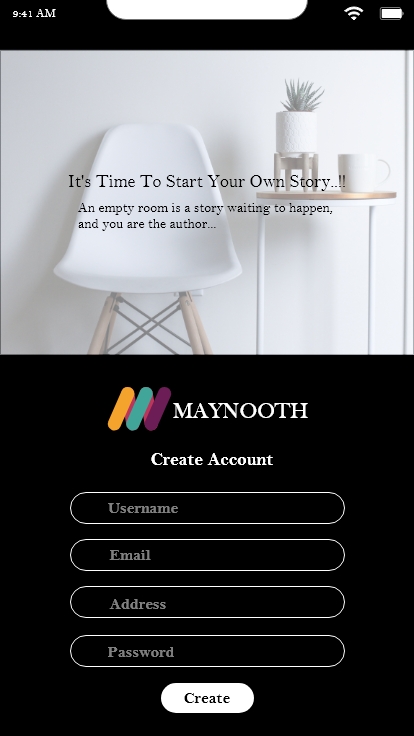 9:41 AM
It's Time To Start Your Own Story..!!
An empty room is a story waiting to happen,
and you are the author...
MAYNOOTH
Create Account
Username
Email
Address
Password
Create